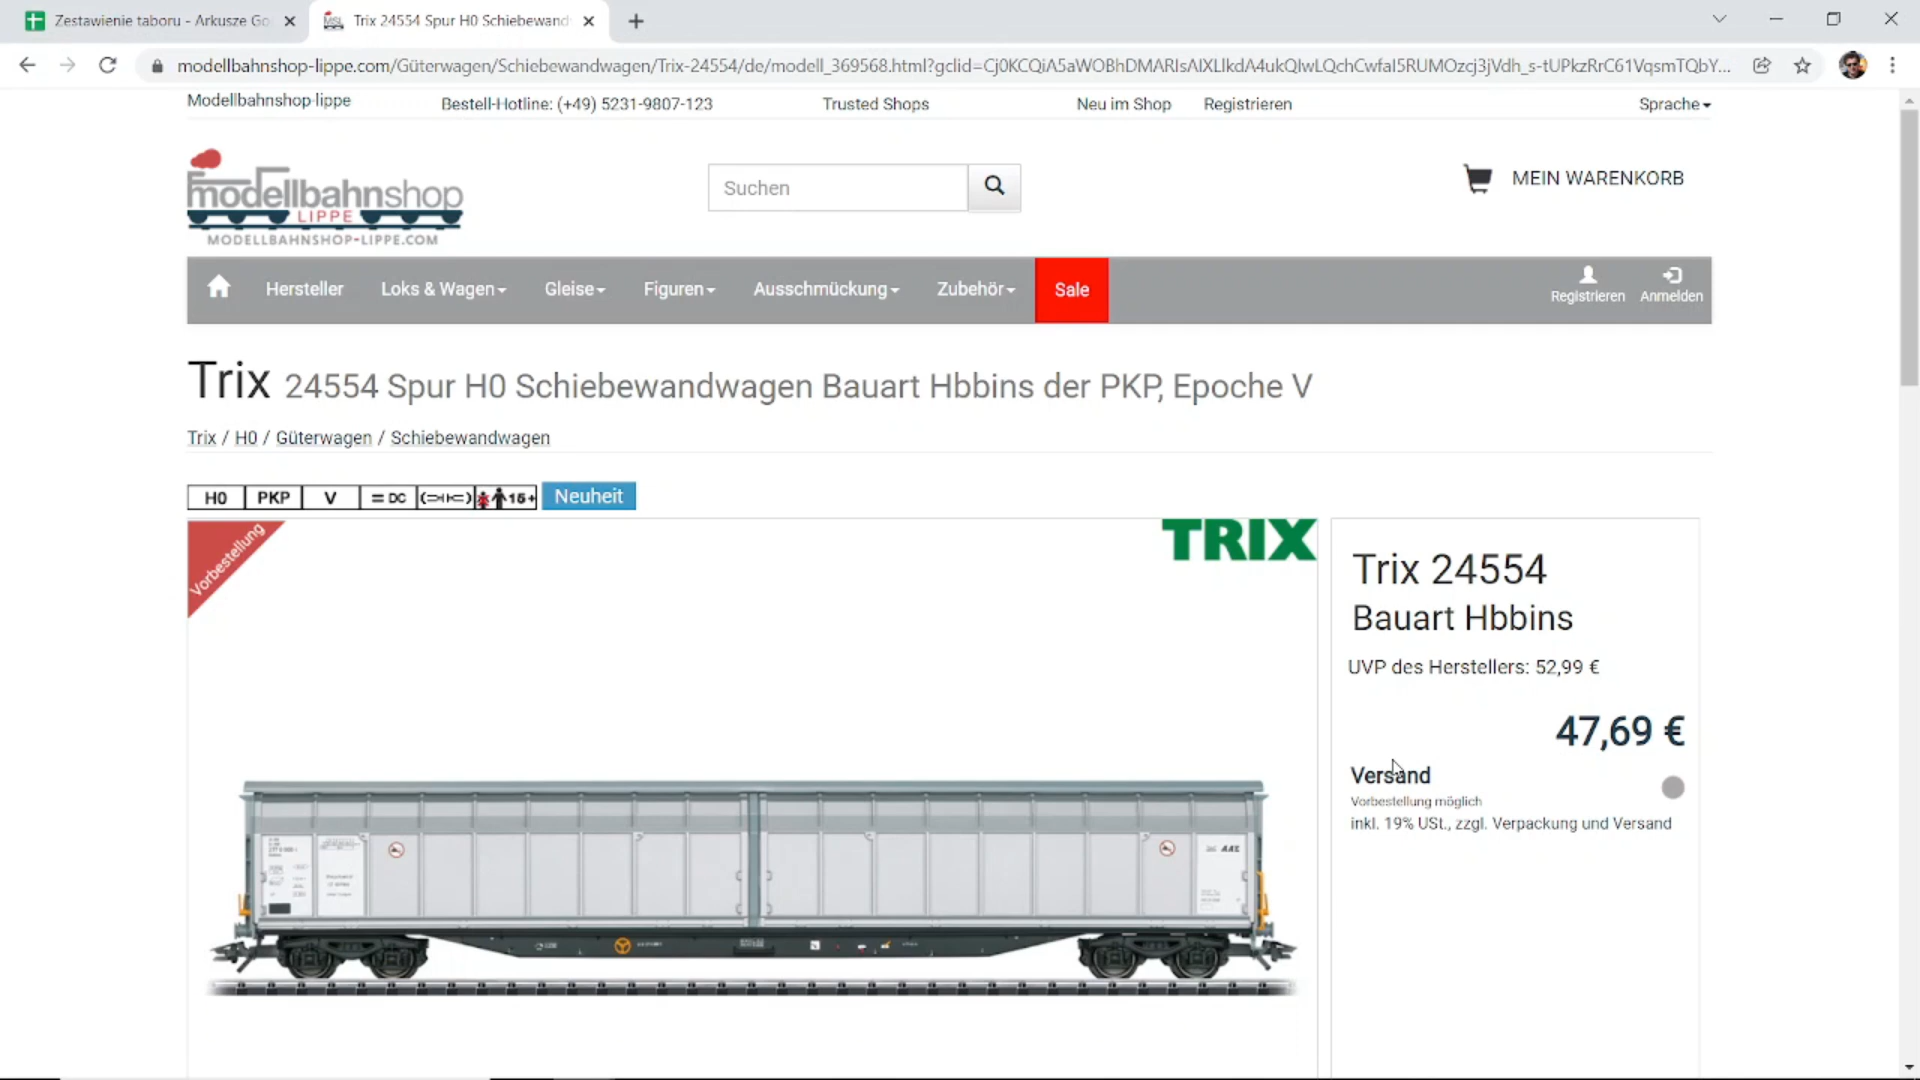 Zestawienie taboru - Arkusze Go
Trix 24554 Spur H0 Schiebewand
modellbahnshop-lippe.com/Güterwagen/Schiebewandwagen/Trix-24554/de/modell_369568.html?gclid=Cj0KCQiA5aWOBhDMARIsAIXLlkdA4ukQIwLQchCwfaI5RUMOzcj3jVdh_s-tUPkzRrC61VqsmTQbY...
Modellbahnshop-lippe
Bestell-Hotline: (+49) 5231-9807-123
Trusted Shops
Neu im Shop
Registrieren
Sprache
modellbahnshop
LIPPE
MODELLBAHNSHOP-LIPPE.COM
Suchen
MEIN WARENKORB
Hersteller
Loks & Wagen
Gleise
Figuren
Ausschmückung
Zubehör
Sale
Registrieren
Anmelden
Trix 24554 Spur H0 Schiebewandwagen Bauart Hbbins der PKP, Epoche V
Trix / H0 / Güterwagen / Schiebewandwagen
H0
PKP
V
= DC
15+
Neuheit
Vorbestellung
TRIX
Trix 24554
Bauart Hbbins
UVP des Herstellers: 52,99 €
47,69 €
Versand
Vorbestellung möglich
inkl. 19% USt., zzgl. Verpackung und Versand
AAE